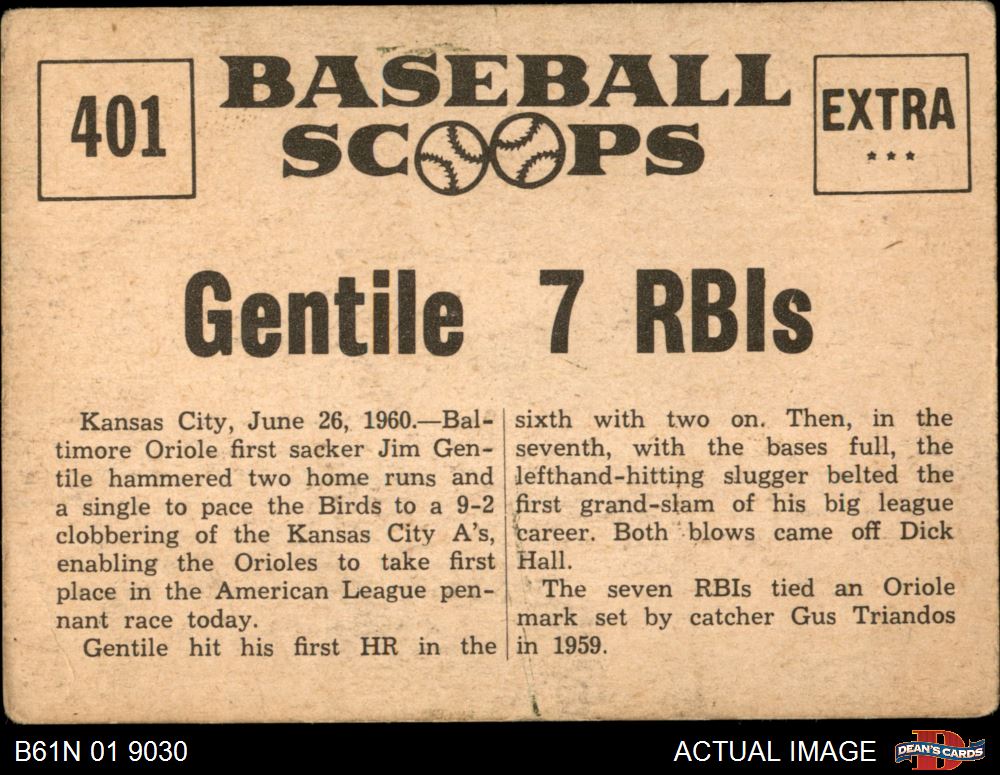 401
BASEBALL
SCOOPS
EXTRA
***
Gentile 7 RBIs
Kansas City, June 26, 1960.—Bal-
timore Oriole first sacker Jim Gen-
tile hammered two home runs and
a single to pace the Birds to a 9-2
clobbering of the Kansas City A's,
enabling the Orioles to take first
place in the American League pen-
nant race today.
Gentile hit his first HR in the
sixth with two on. Then, in the
seventh, with the bases full, the
lefthand-hitting slugger belted the
first grand-slam of his big league
career. Both blows came off Dick
Hall.
The seven RBIs tied an Oriole
mark set by catcher Gus Triandos
in 1959.
B61N 01 9030
ACTUAL IMAGE
D
DEAN'S CARDS